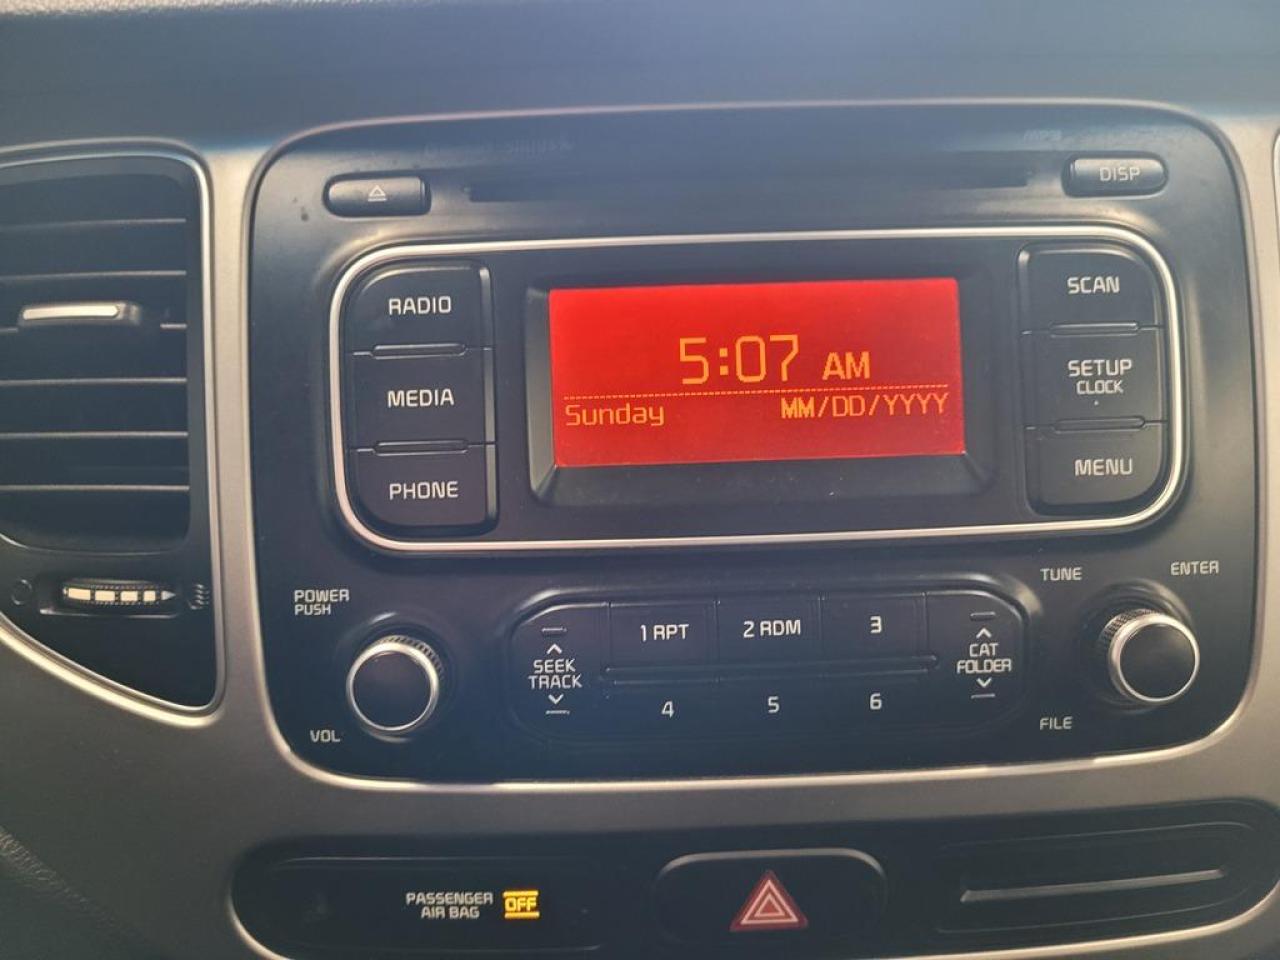 DISP
RADIO
MEDIA
PHONE
5:07 AM
Sunday MM/DD/YYYY
SCAN
SETUP
CLOCK
MENU
POWER
PUSH
VOL
SEEK
TRACK
1 RPT
2 RDM
3
4
5
6
CAT
FOLDER
TUNE
ENTER
FILE
PASSENGER
AIR BAG
OFF